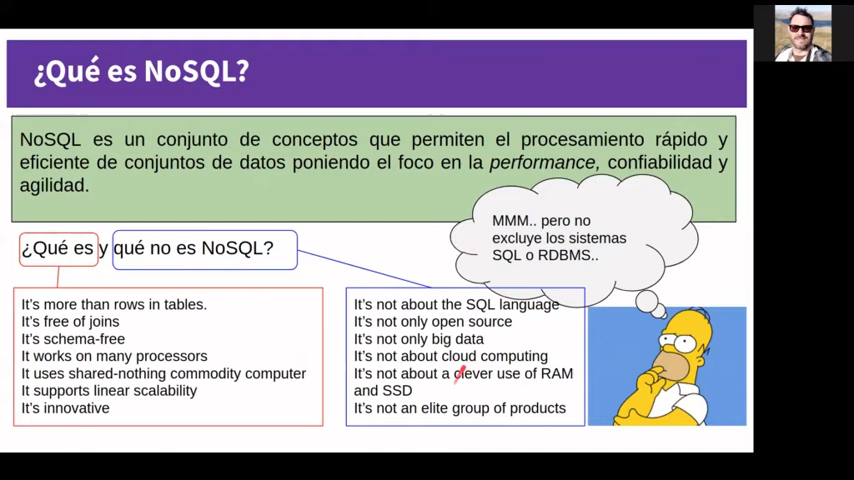 ¿Qué es NoSQL?
NoSQL es un conjunto de conceptos que permiten el procesamiento rápido y
eficiente de conjuntos de datos poniendo el foco en la performance, confiabilidad y
agilidad.
MMM.. pero no
excluye los sistemas
SQL o RDBMS..
¿Qué es y qué no es NoSQL?
It's more than rows in tables.
It's free of joins
It's schema-free
It works on many processors
It uses shared-nothing commodity computer
It supports linear scalability
It's innovative
It's not about the SQL language
It's not only open source
It's not only big data
It's not about cloud computing
It's not about a clever use of RAM
and SSD
It's not an elite group of products